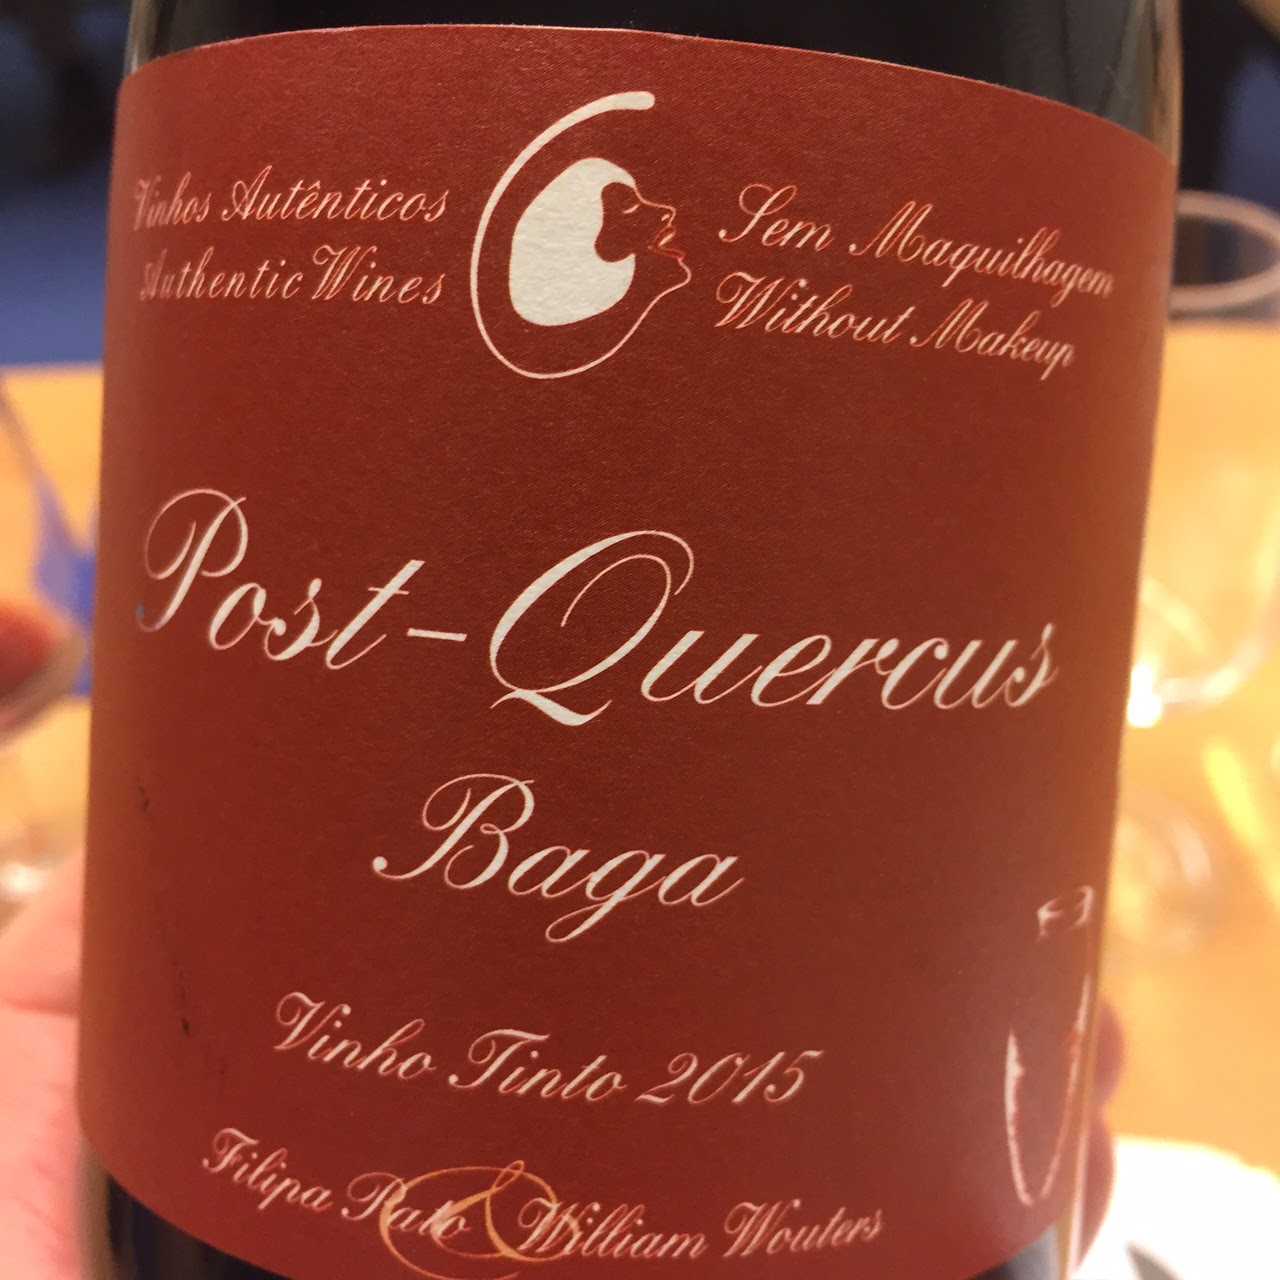 Vinhos Autênticos
Authentic Wines
Sem Maquilhagem
Without Makeup
Post-Quercus
Baga
Vinho Tinto 2015
Filipa Pato & William Wouters